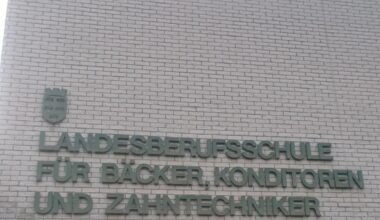 LANDESBERUFSSCHULE
FÜR BÄCKER, KONDITOREN
UND ZAHNTECHNIKER